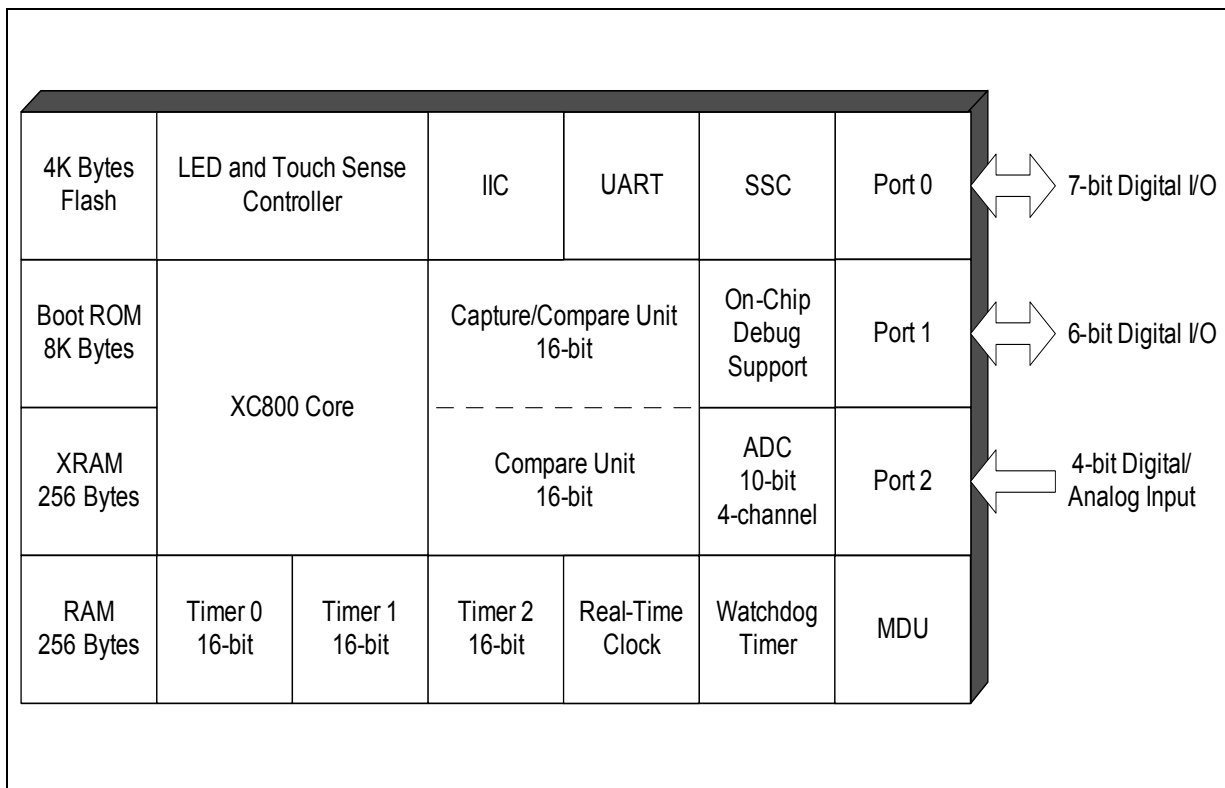 4K Bytes
Flash
LED and Touch Sense
Controller
IIC
UART
SSC
Port 0
7-bit Digital I/O
Boot ROM
8K Bytes
XC800 Core
Capture/Compare Unit
16-bit
On-Chip
Debug
Support
Port 1
6-bit Digital I/O
XRAM
256 Bytes
Compare Unit
16-bit
ADC
10-bit
4-channel
Port 2
4-bit Digital/
Analog Input
RAM
256 Bytes
Timer 0
16-bit
Timer 1
16-bit
Timer 2
16-bit
Real-Time
Clock
Watchdog
Timer
MDU